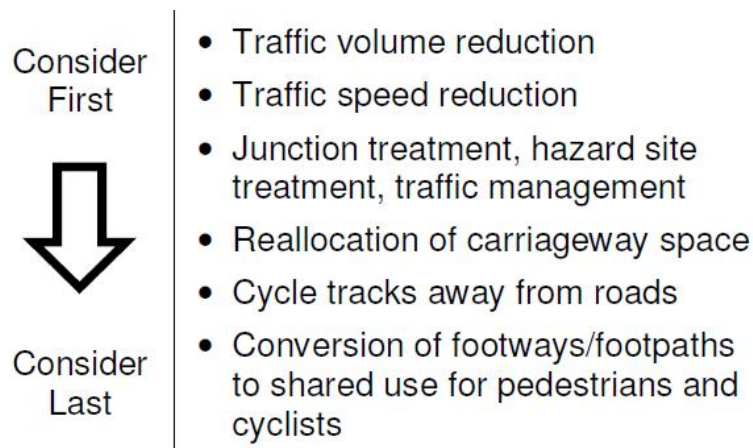 Consider
First
Consider
Last
• Traffic volume reduction
• Traffic speed reduction
• Junction treatment, hazard site
treatment, traffic management
• Reallocation of carriageway space
• Cycle tracks away from roads
• Conversion of footways/footpaths
to shared use for pedestrians and
cyclists